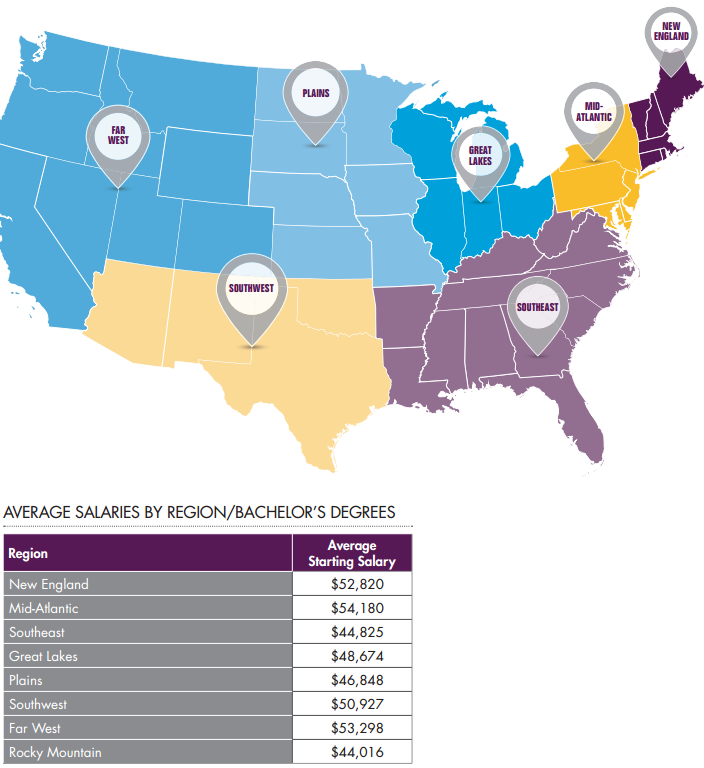 NEW
ENGLAND
PLAINS
MID-
ATLANTIC
FAR
WEST
GREAT
LAKES
SOUTHWEST
SOUTHEAST
AVERAGE SALARIES BY REGION/BACHELOR'S DEGREES
Region
Average
Starting Salary
New England $52,820
Mid-Atlantic $54,180
Southeast $44,825
Great Lakes $48,674
Plains $46,848
Southwest $50,927
Far West $53,298
Rocky Mountain $44,016